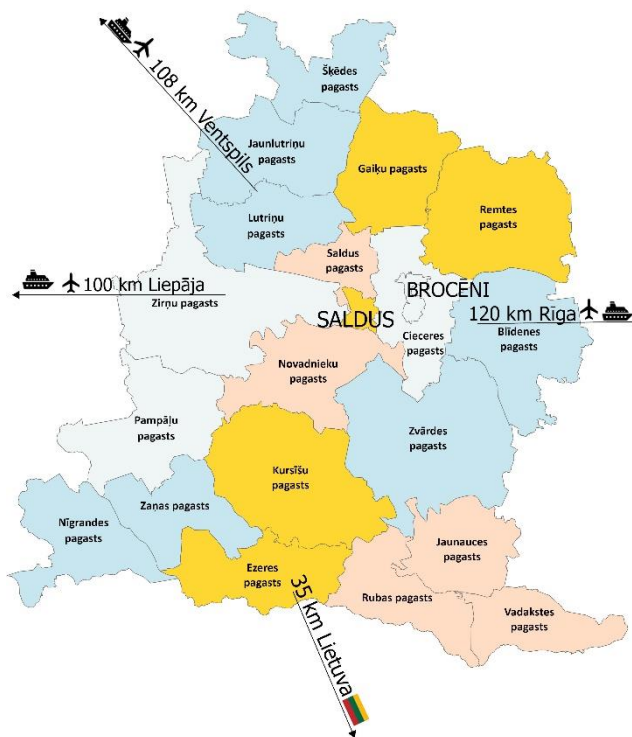 108 km Ventspils
Šķēdes
pagasts
Jaunlutriņu
pagasts
Gaiķu pagasts
Remtes
pagasts
Lutriņu
pagasts
Saldus
pagasts
100 km Liepāja
Zirņu pagasts
BROCĒNI
SALDUS
Cieceres
pagasts
120 km Rīga
Blīdenes
pagasts
Novadnieku
pagasts
Pampāļu
pagasts
Zvārdes
pagasts
Kursīšu
pagasts
Zaņas pagasts
Nīgrandes
pagasts
Jaunauces
pagasts
Ezeres
pagasts
Rubas pagasts
Vadakstes
pagasts
35 km Lietuva